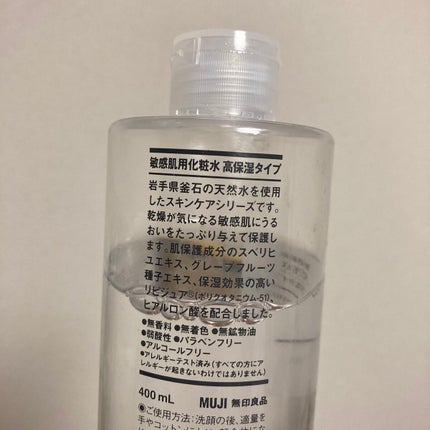 敏感肌用化粧水 高保湿タイプ
岩手県釜石の天然水を使用
したスキンケアシリーズです。
乾燥が気になる敏感肌にうる
おいをたっぷり与えて保護し
ます。肌保護成分のスベリヒ
ユエキス、グレープフルーツ
種子エキス、保湿効果の高い
リピジュア®(ポリクオタニウム-51)、
ヒアルロン酸を配合しました。
●無香料 ●無着色 ●無鉱物油
●弱酸性 ●パラベンフリー
●アルコールフリー
●アレルギーテスト済み(すべての方にア
レルギーが起きないわけではありません)
400mL MUJI 無印良品
●ご使用方法:洗顔の後、適量を
手やコットンに